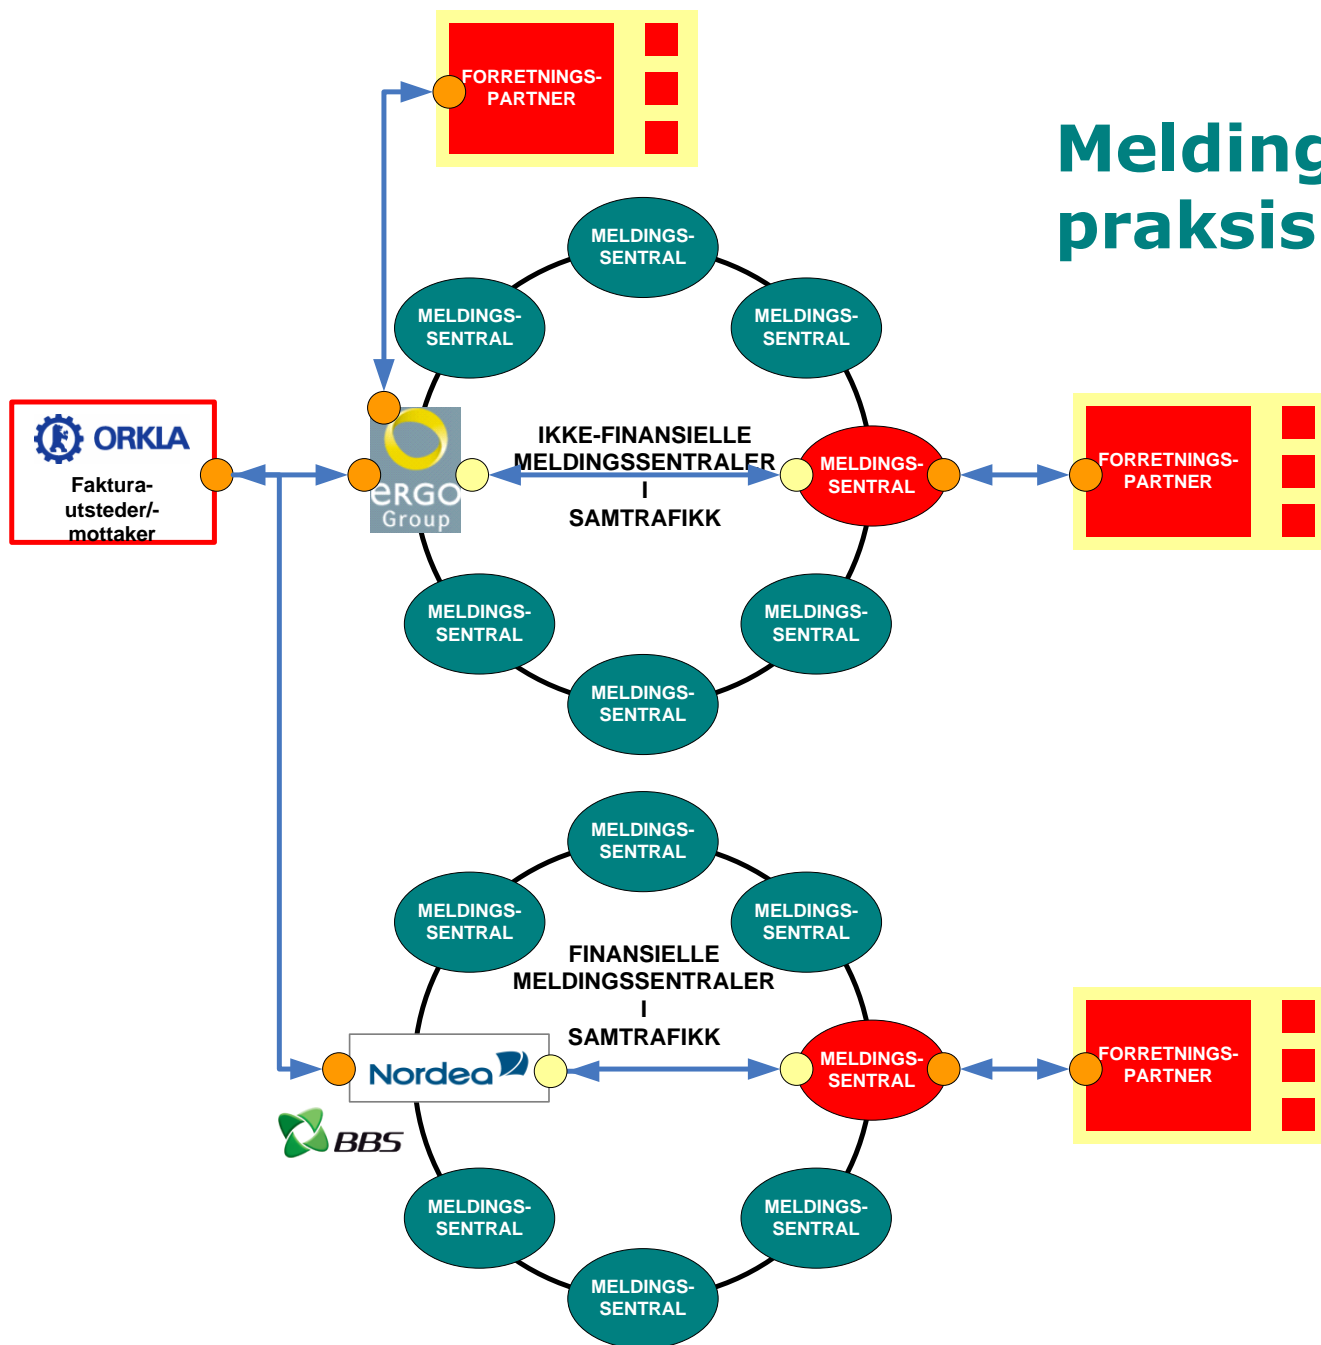 FORRETNINGS-
PARTNER
Melding
praksis
MELDINGS-
SENTRAL
MELDINGS-
SENTRAL
MELDINGS-
SENTRAL
ORKLA
Faktura-
utsteder/-
mottaker
eRGO
Group
IKKE-FINANSIELLE
MELDINGSSENTRALER
I
SAMTRAFIKK
MELDINGS-
SENTRAL
FORRETNINGS-
PARTNER
MELDINGS-
SENTRAL
MELDINGS-
SENTRAL
MELDINGS-
SENTRAL
MELDINGS-
SENTRAL
MELDINGS-
SENTRAL
MELDINGS-
SENTRAL
FINANSIELLE
MELDINGSSENTRALER
I
SAMTRAFIKK
Nordea
BBS
MELDINGS-
SENTRAL
FORRETNINGS-
PARTNER
MELDINGS-
SENTRAL
MELDINGS-
SENTRAL
MELDINGS-
SENTRAL